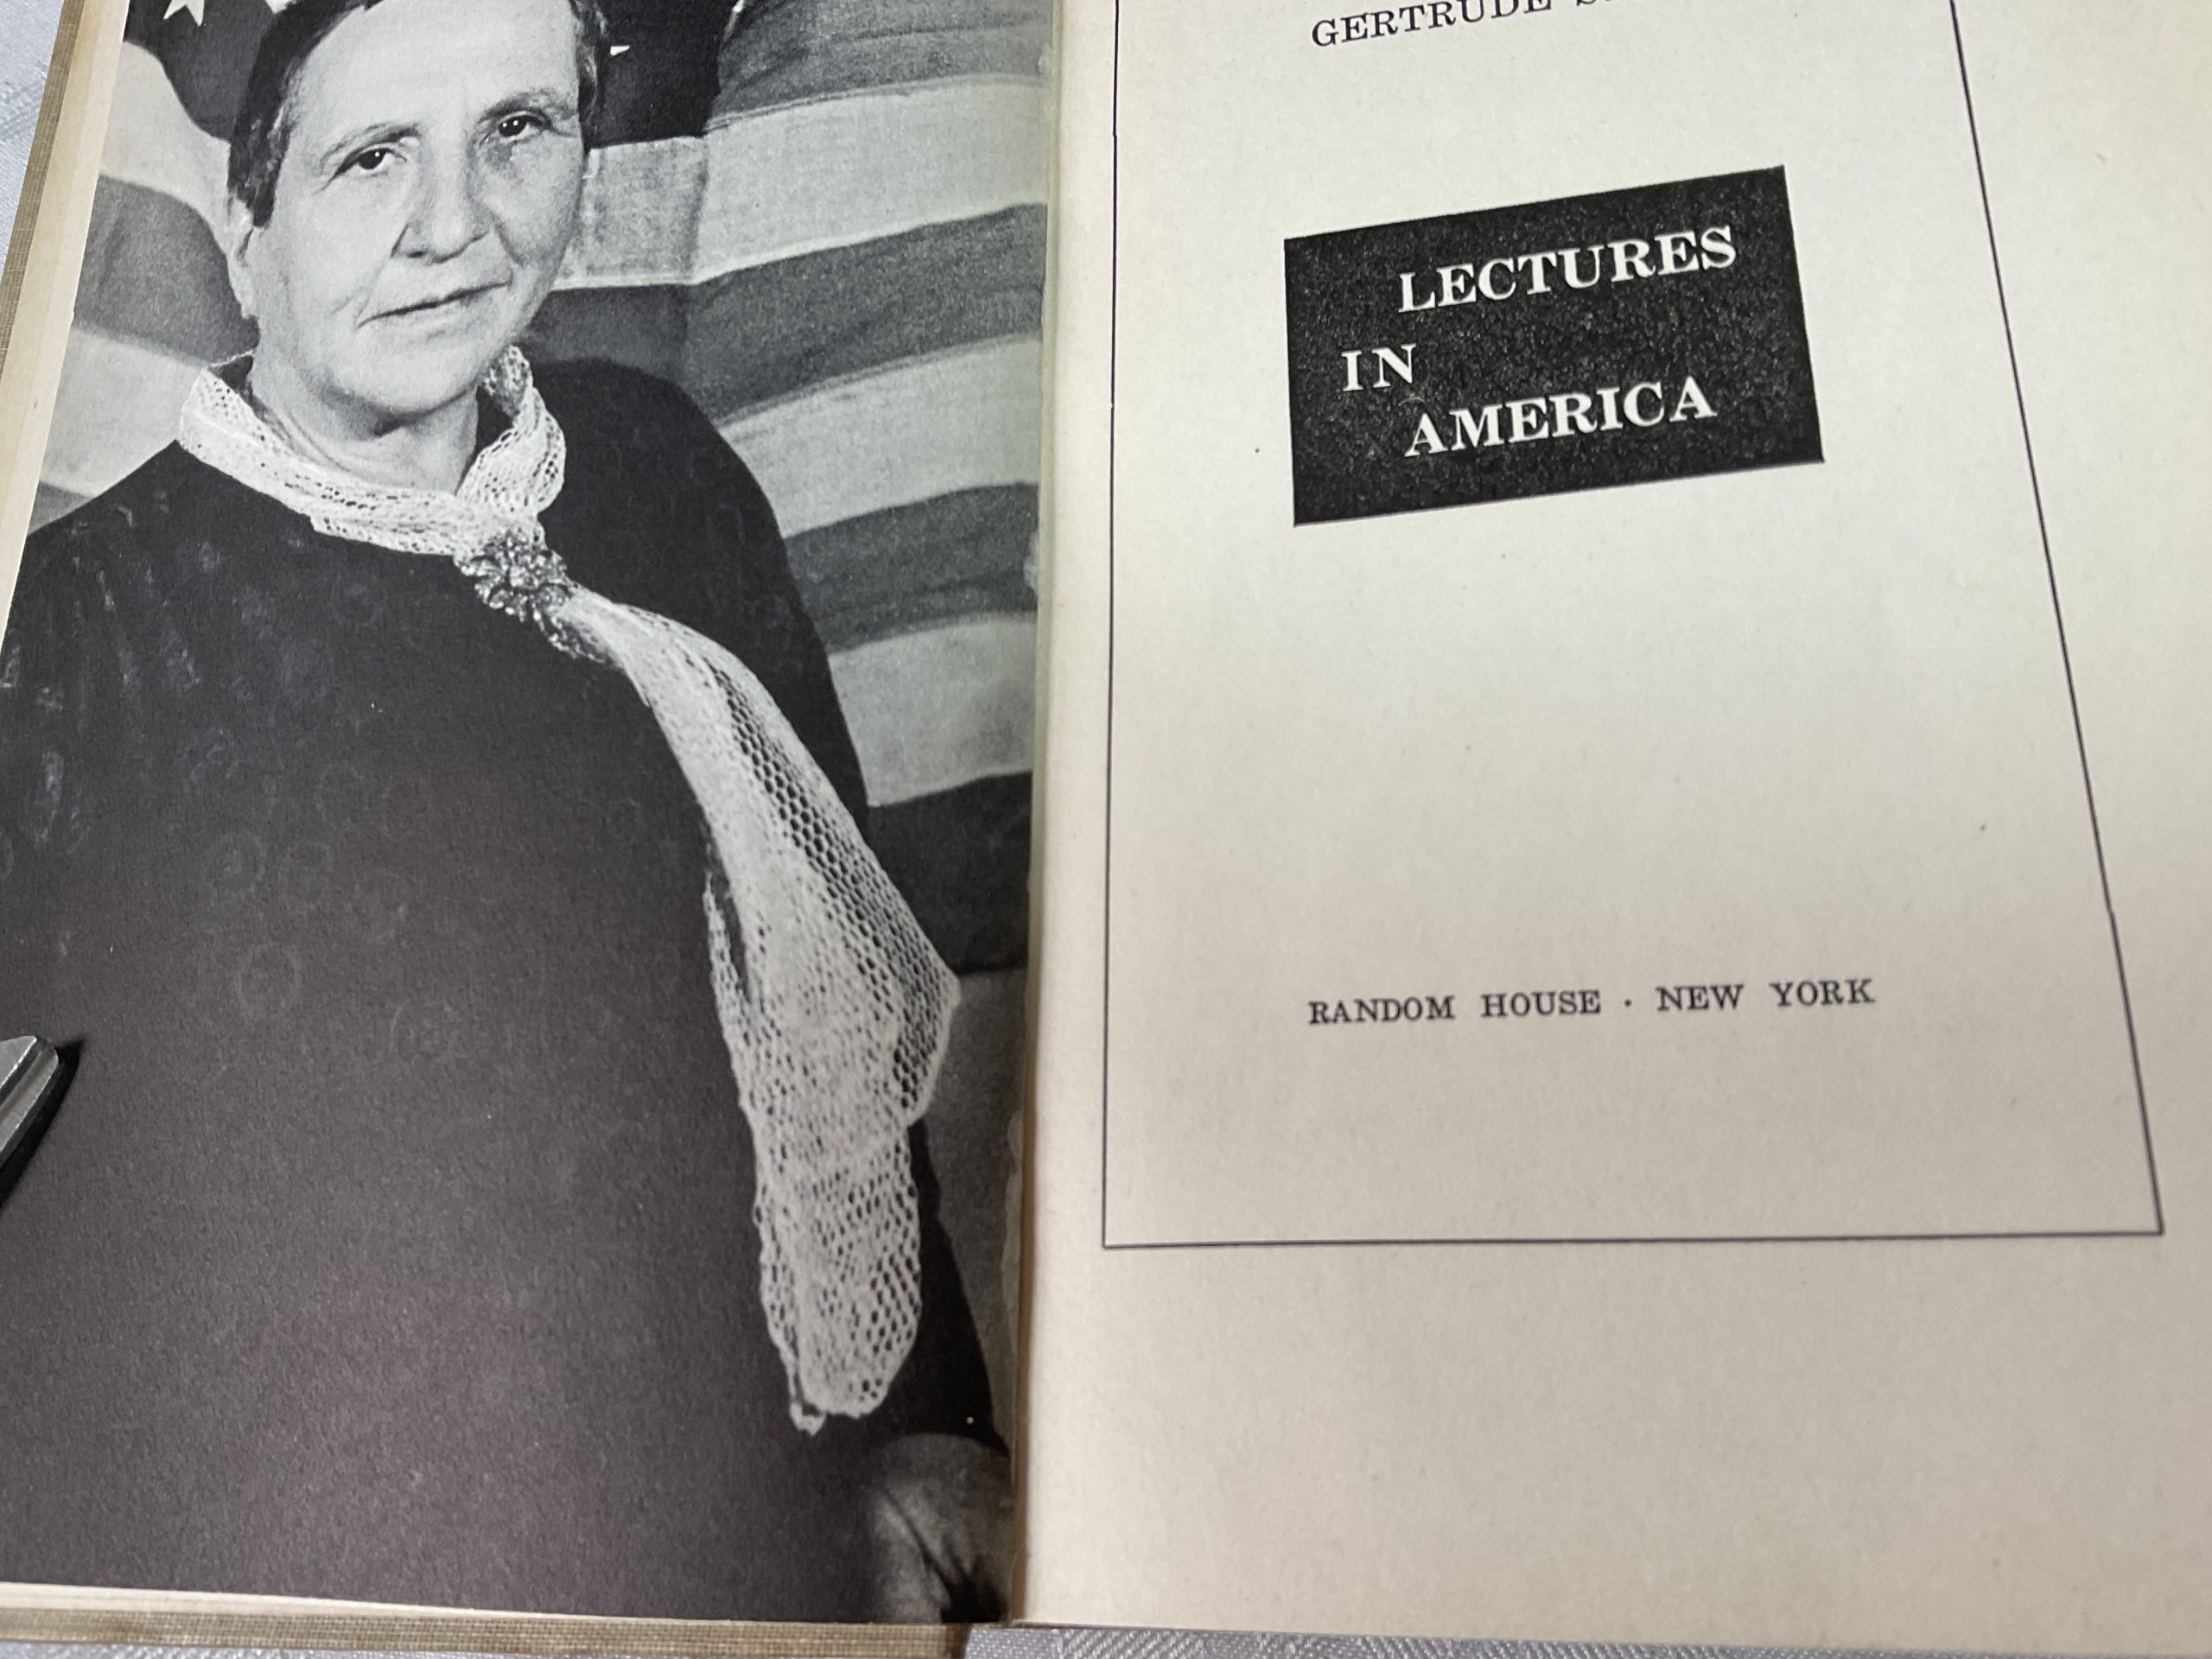 GERTRUDE
LECTURES
IN
AMERICA
RANDOM HOUSE · NEW YORK